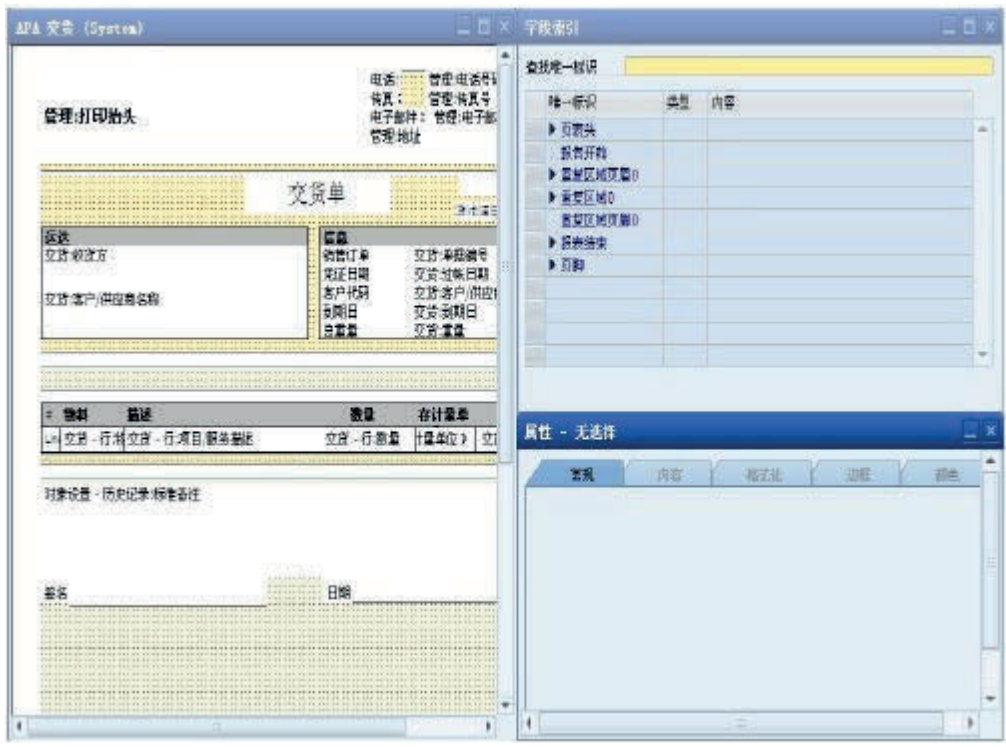 APA 交货 (System)
电话: 管理:电话号码
传真: 管理:传真号
管理:打印抬头
电子邮件: 管理:电子邮
管理:地址
交货单
运送
交货:收货方
交货:客户/供应商名称
信息
销售订单 交货:单据编号
凭证日期 交货:过帐日期
客户代码 交货:客户/供应
到期日 交货:到期日
总重量 交货:重量
# 物料 描述 数量 存计量单
交货 - 行:物 交货 - 行:项目/服务描述 交货 - 行:数量 计量单位) 交
对象设置 - 历史记录:标准备注
签名 日期
字段索引
查找唯一标识
唯一标识 类型 内容
页表头
报告开始
重复区域页眉0
重复区域0
重复区域页脚0
报表结束
页脚
属性 - 无选择
常规 内容 格式化 边框 颜色